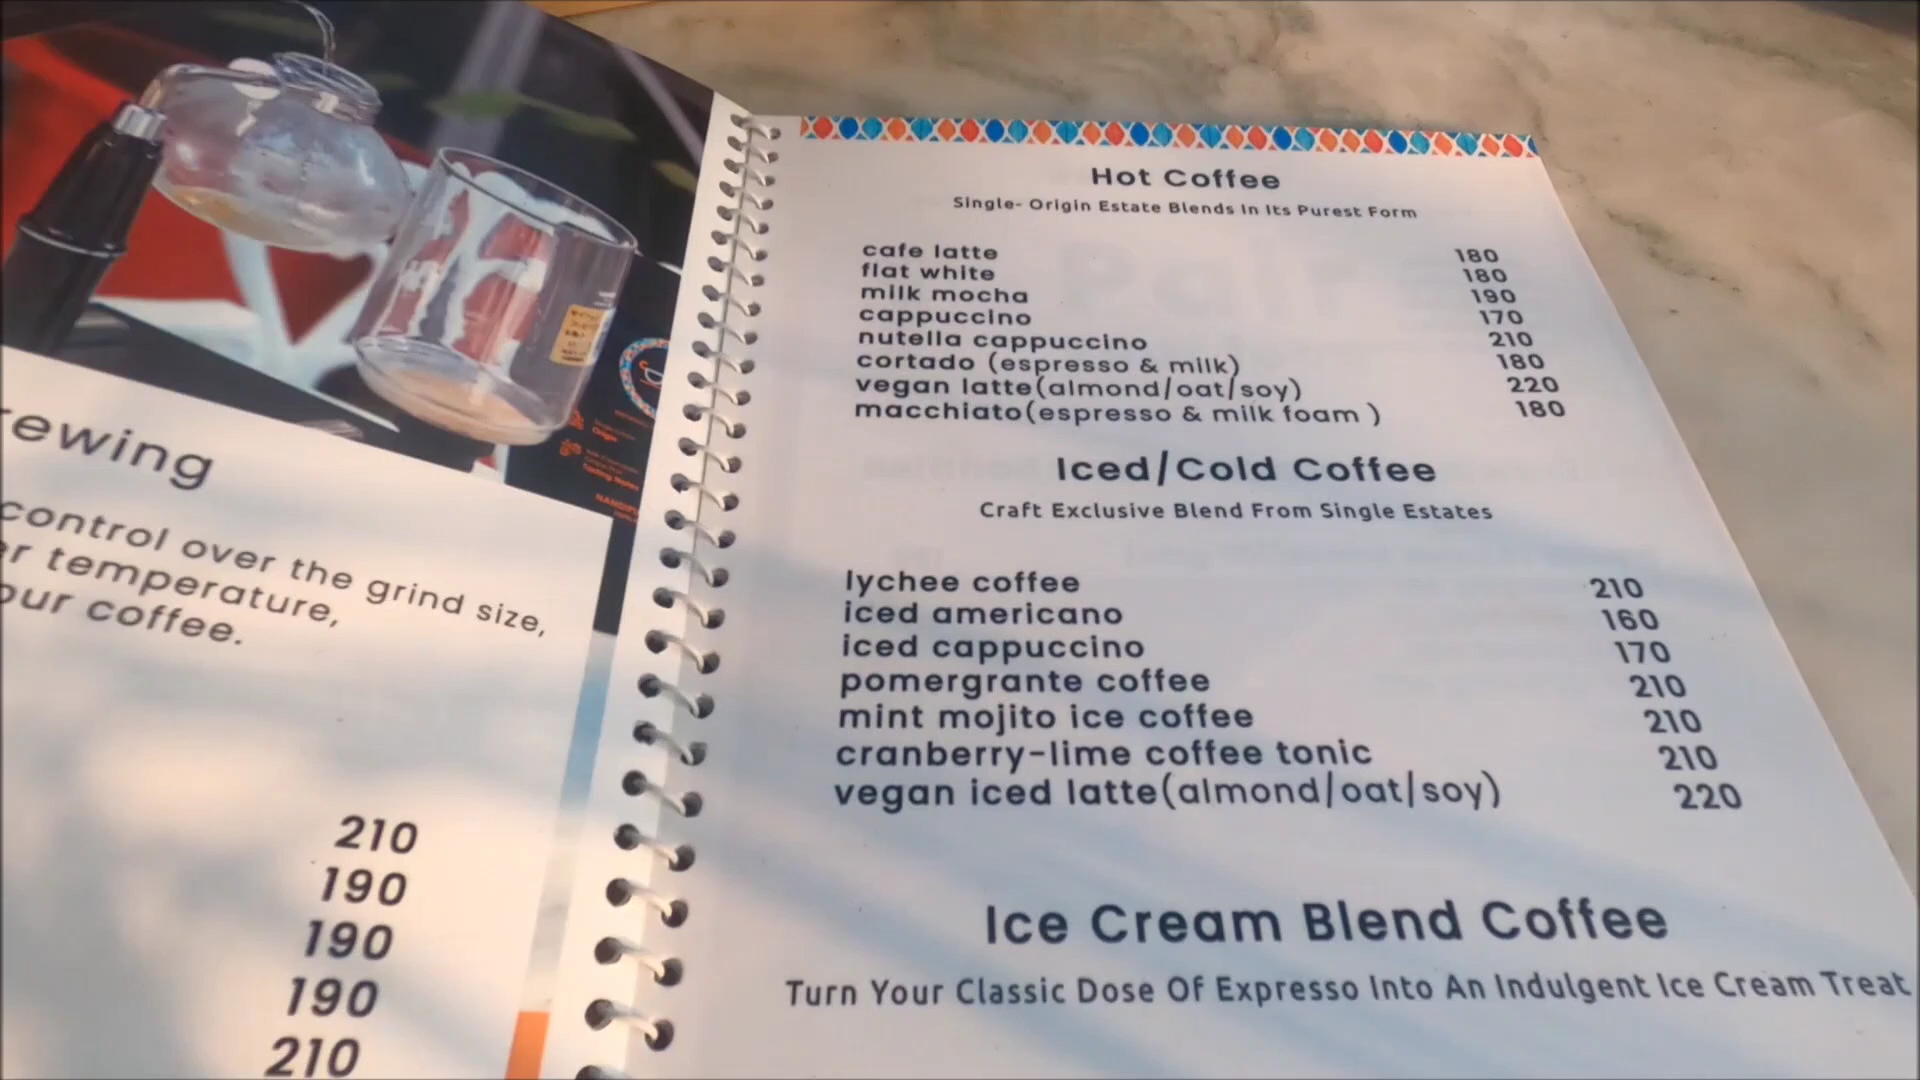 ewing
control over the grind size,
r temperature,
our coffee.
210
190
190
190
210
Hot Coffee
Single- Origin Estate Blends In Its Purest Form
cafe latte 180
flat white 180
milk mocha 190
cappuccino 170
nutella cappuccino 210
cortado (espresso & milk) 180
vegan latte(almond/oat/soy) 220
macchiato(espresso & milk foam ) 180
Iced/Cold Coffee
Craft Exclusive Blend From Single Estates
lychee coffee 210
iced americano 160
iced cappuccino 170
pomergrante coffee 210
mint mojito ice coffee 210
cranberry-lime coffee tonic 210
vegan iced latte(almond/oat/soy) 220
Ice Cream Blend Coffee
Turn Your Classic Dose Of Expresso Into An Indulgent Ice Cream Treat